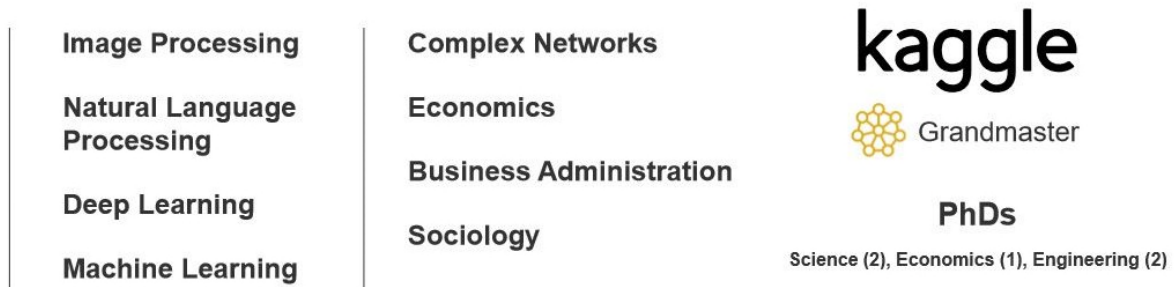 Image Processing
Natural Language
Processing
Deep Learning
Machine Learning
Complex Networks
Economics
Business Administration
Sociology
kaggle
Grandmaster
PhDs
Science (2), Economics (1), Engineering (2)